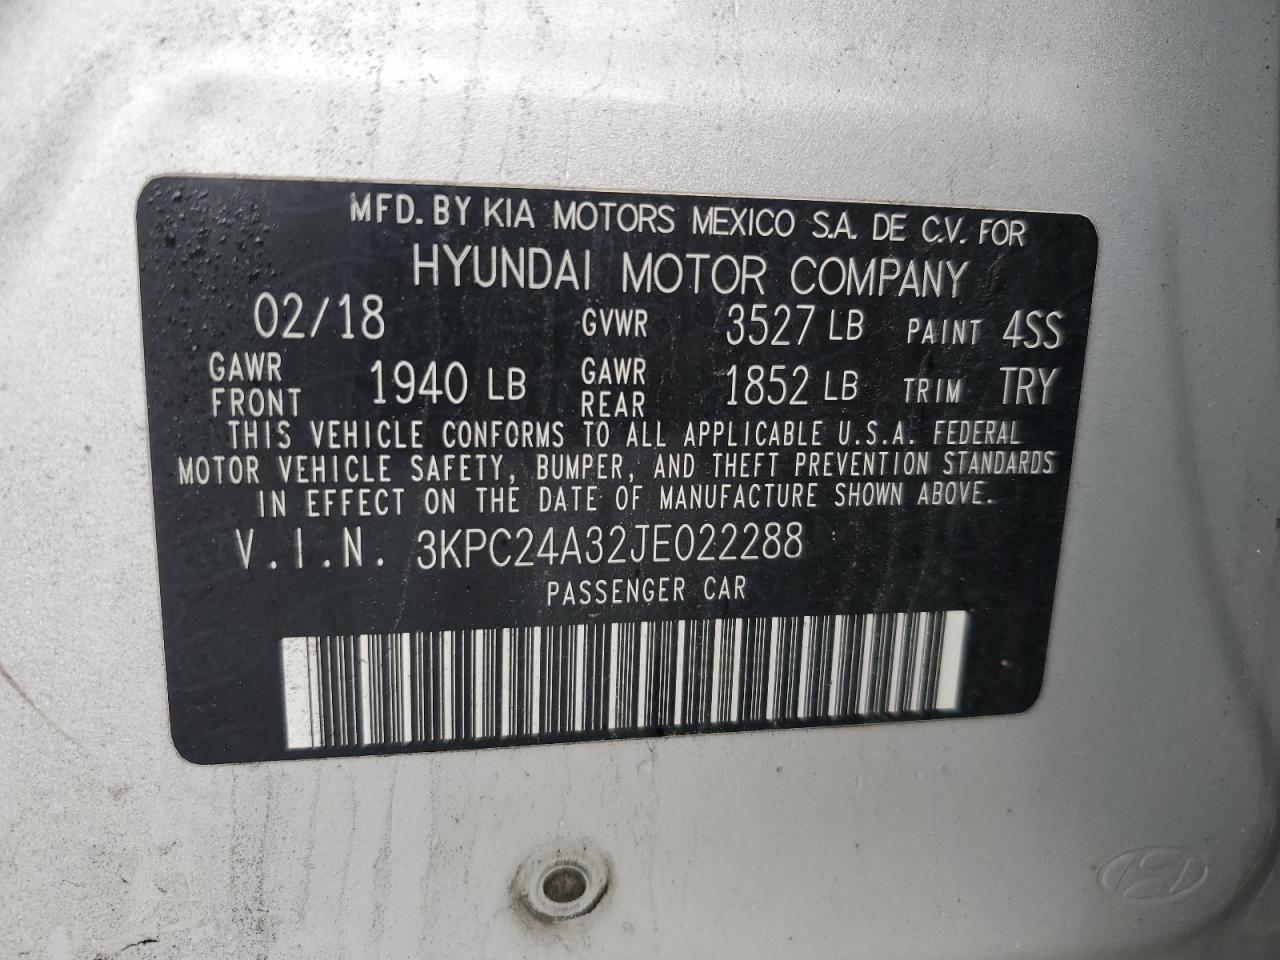 MFD. BY KIA MOTORS MEXICO S.A. DE C.V. FOR
HYUNDAI MOTOR COMPANY
02/18 GVWR 3527 LB PAINT 4SS
GAWR FRONT 1940 LB GAWR REAR 1852 LB TRIM TRY
THIS VEHICLE CONFORMS TO ALL APPLICABLE U.S.A. FEDERAL
MOTOR VEHICLE SAFETY, BUMPER, AND THEFT PREVENTION STANDARDS
IN EFFECT ON THE DATE OF MANUFACTURE SHOWN ABOVE.
V.I.N. 3KPC24A32JE022288
PASSENGER CAR